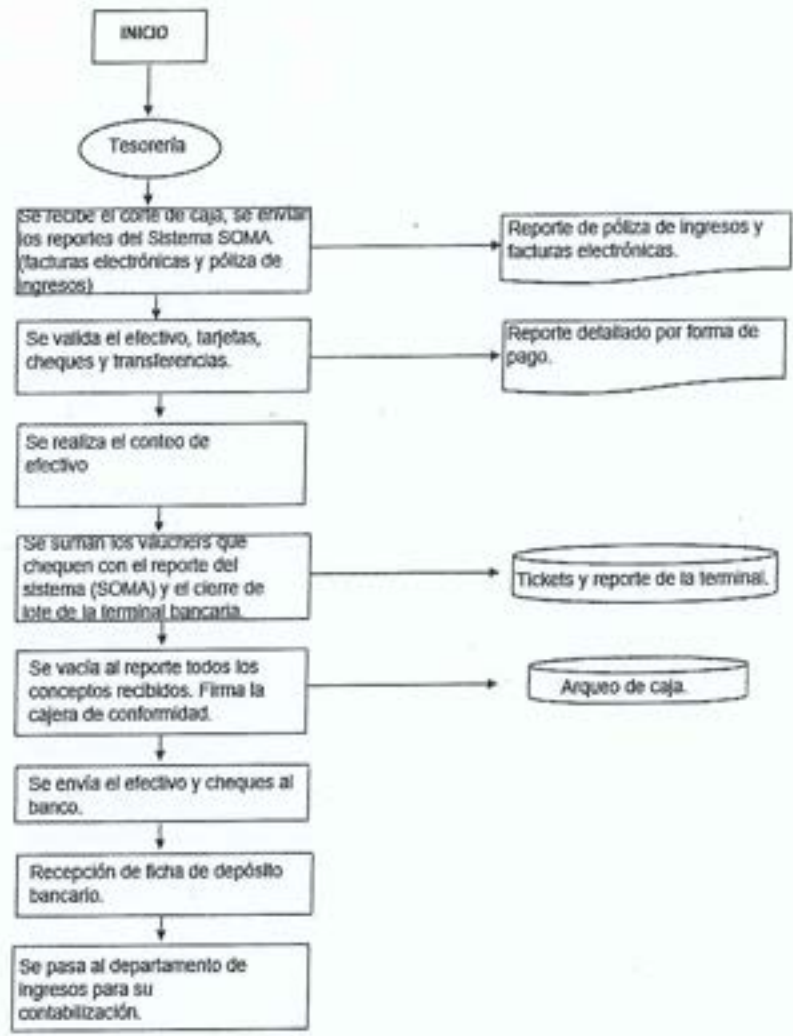 INICIO
Tesorería
Se recibe el corte de caja, se envían
los reportes del Sistema SOMA
(facturas electrónicas y póliza de
ingresos)
Reporte de póliza de ingresos y
facturas electrónicas.
Se valida el efectivo, tarjetas,
cheques y transferencias.
Reporte detallado por forma de
pago.
Se realiza el conteo de
efectivo
Se suman los vauchers que
chequen con el reporte del
sistema (SOMA) y el cierre de
lote de la terminal bancaria.
Tickets y reporte de la terminal.
Se vacía al reporte todos los
conceptos recibidos. Firma la
cajera de conformidad.
Arqueo de caja.
Se envía el efectivo y cheques al
banco.
Recepción de ficha de depósito
bancario.
Se pasa al departamento de
ingresos para su
contabilización.